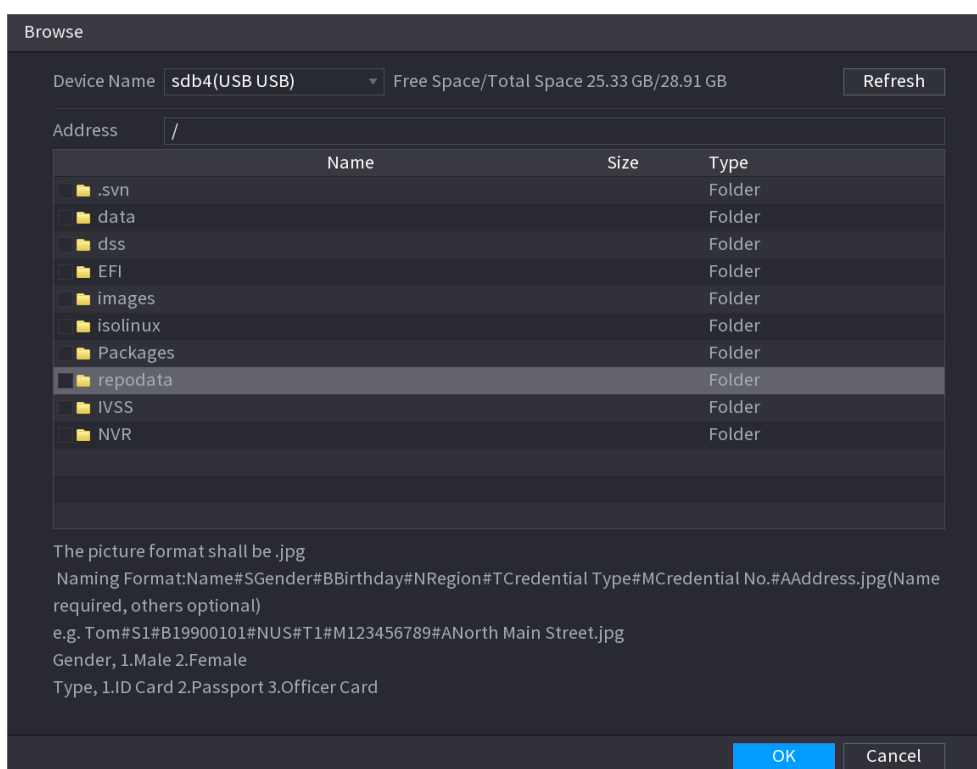 Browse
Device Name sdb4(USB USB) Free Space/Total Space 25.33 GB/28.91 GB Refresh
Address /
Name Size Type
.svn Folder
data Folder
dss Folder
EFI Folder
images Folder
isolinux Folder
Packages Folder
repodata Folder
IVSS Folder
NVR Folder
The picture format shall be .jpg
Naming Format:Name#SGender#BBirthday#NRegion#TCredential Type#MCredential No.#AAddress.jpg(Name
required, others optional)
e.g. Tom#S1#B19900101#NUS#T1#M123456789#ANorth Main Street.jpg
Gender, 1.Male 2.Female
Type, 1.ID Card 2.Passport 3.Officer Card
OK Cancel